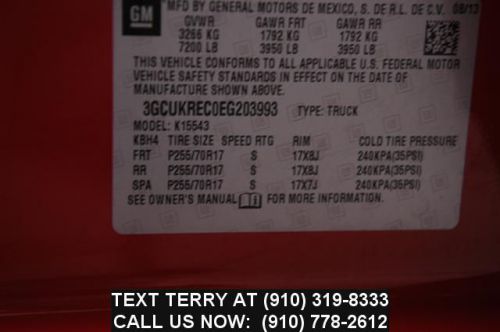 GM
MFD BY GENERAL MOTORS DE MEXICO, S. DE R.L. DE C.V. 08/13
GVWR GAWR FRT GAWR RR
3266 KG 1792 KG 1792 KG
7200 LB 3950 LB 3950 LB
THIS VEHICLE CONFORMS TO ALL APPLICABLE U.S. FEDERAL MOTOR
VEHICLE SAFETY STANDARDS IN EFFECT ON THE DATE OF
MANUFACTURE SHOWN ABOVE.
3GCUKREC0EG203993 TYPE: TRUCK
MODEL: K15543
KBH4 TIRE SIZE SPEED RTG RIM COLD TIRE PRESSURE
FRT P255/70R17 S 17X8J 240KPA(35PSI)
RR P255/70R17 S 17X8J 240KPA(35PSI)
SPA P255/70R17 S 17X7J 240KPA(35PSI)
SEE OWNER'S MANUAL FOR MORE INFORMATION.
TEXT TERRY AT (910) 319-8333
CALL US NOW: (910) 778-2612